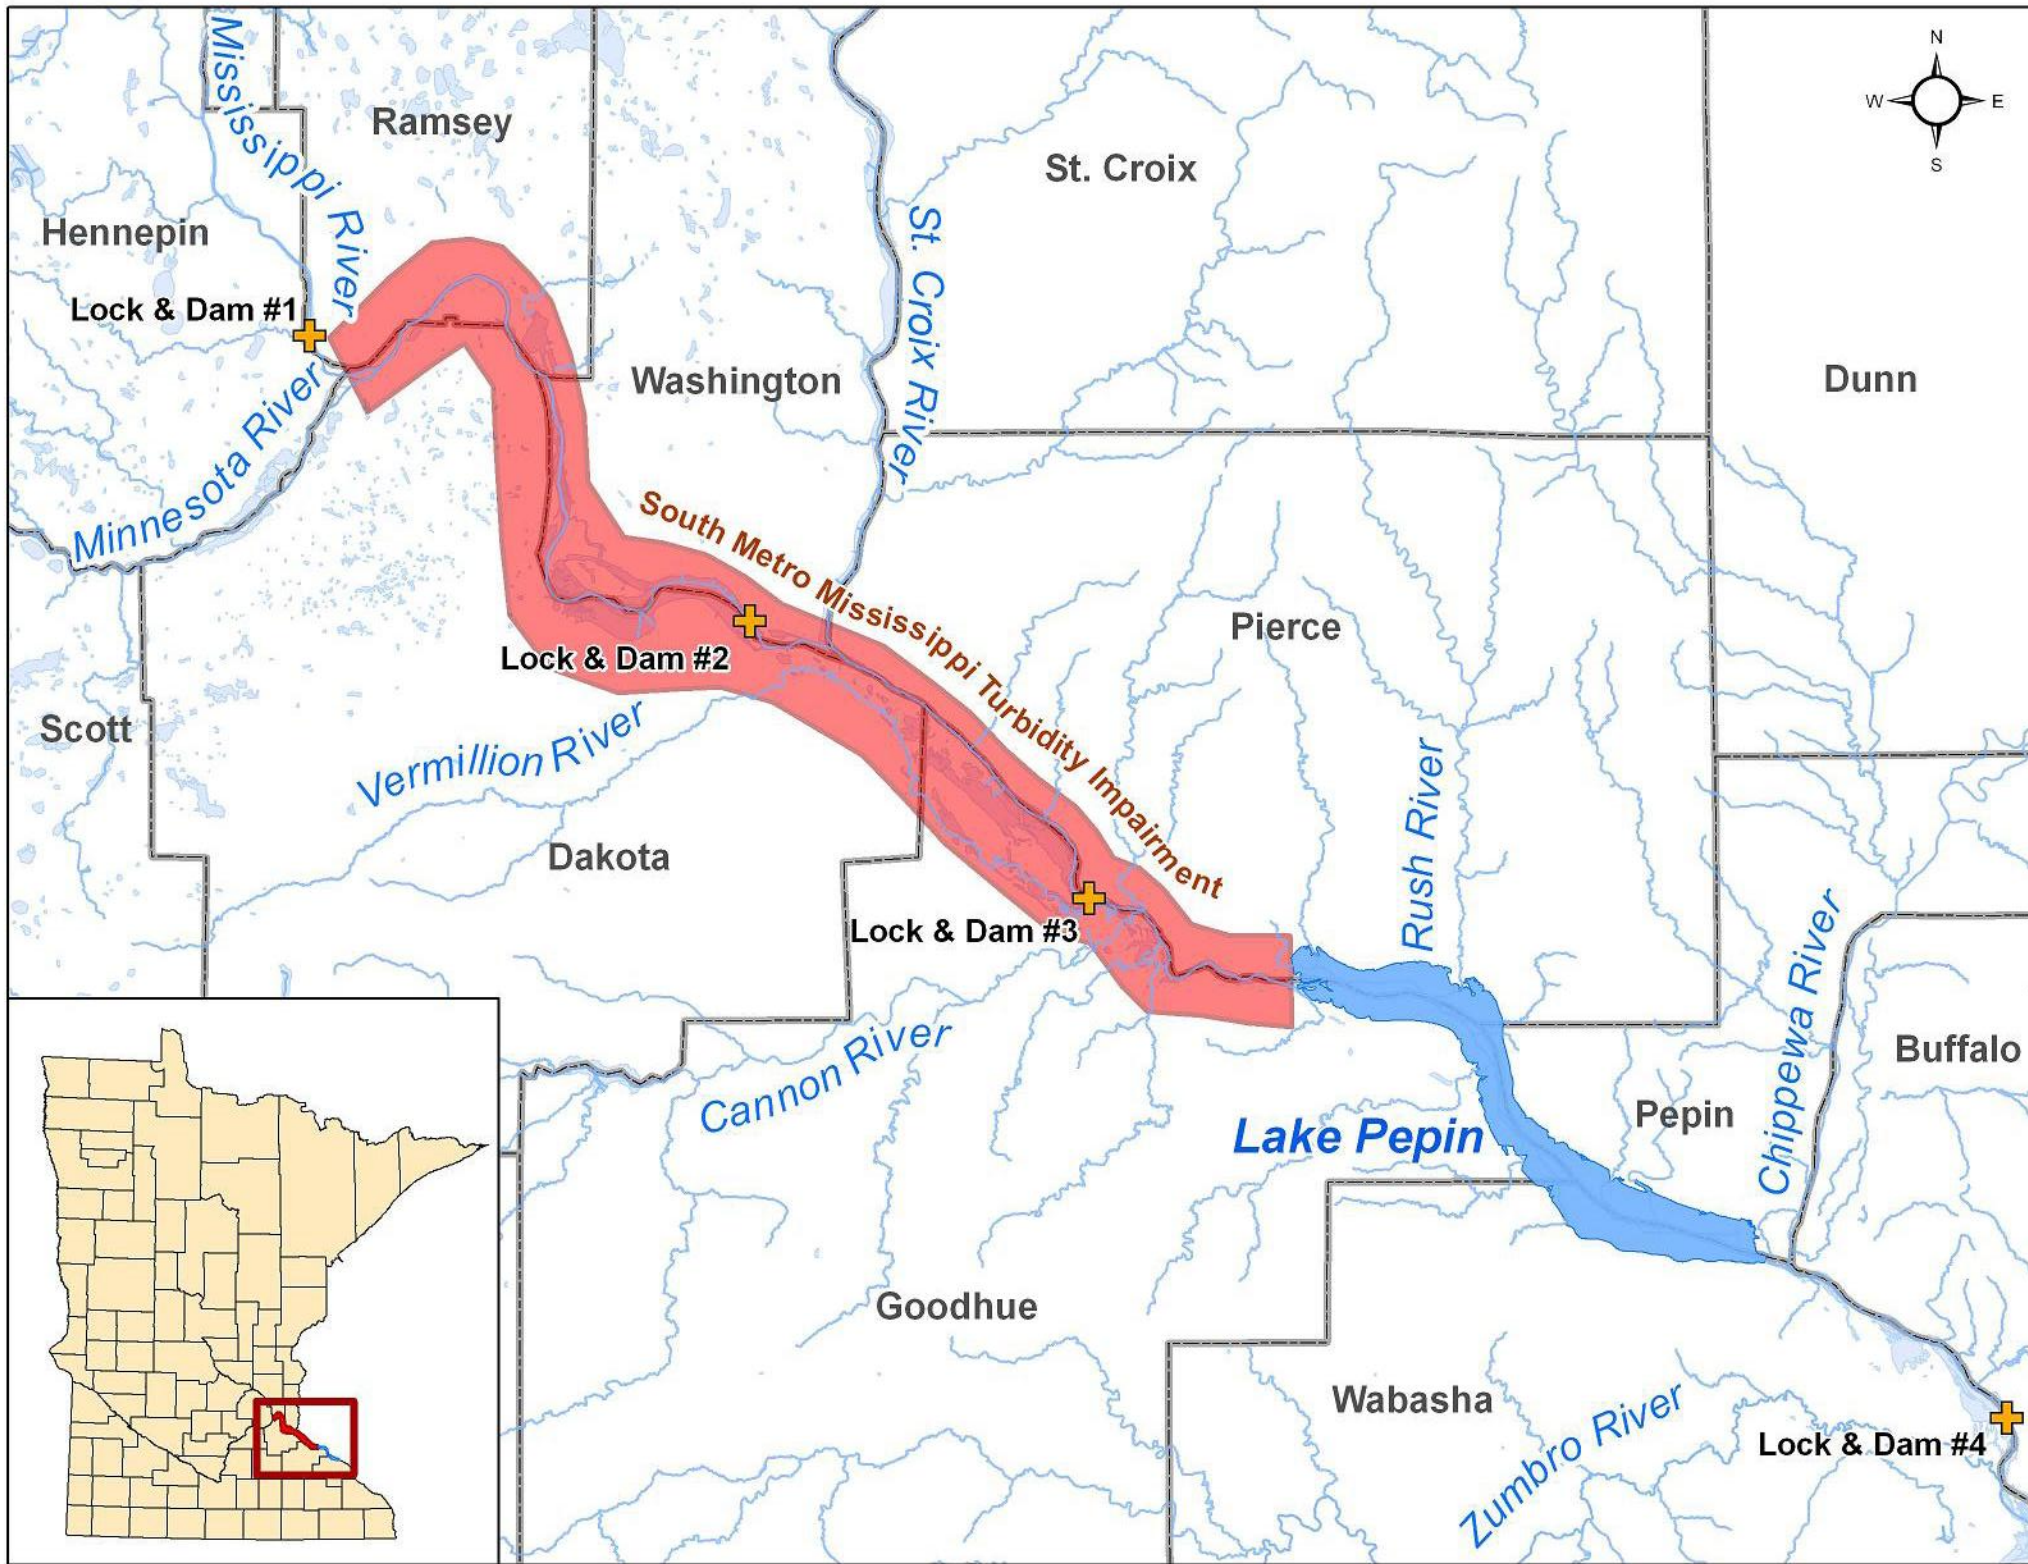 N
W
E
S
Mississippi River
Ramsey
St. Croix
Hennepin
St. Croix River
Lock & Dam #1
Washington
Dunn
Minnesota River
South Metro Mississippi Turbidity Impairment
Pierce
Lock & Dam #2
Scott
Vermillion River
Rush River
Dakota
Lock & Dam #3
Chippewa River
Cannon River
Buffalo
Lake Pepin
Pepin
Goodhue
Wabasha
Zumbro River
Lock & Dam #4